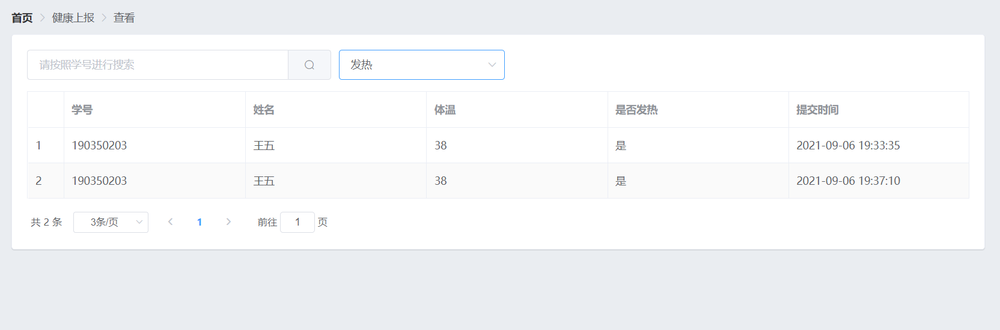 首页 > 健康上报 > 查看
请按照学号进行搜索 发热
学号 姓名 体温 是否发热 提交时间
1 190350203 王五 38 是 2021-09-06 19:33:35
2 190350203 王五 38 是 2021-09-06 19:37:10
共 2 条 3条/页 < 1 > 前往 1 页